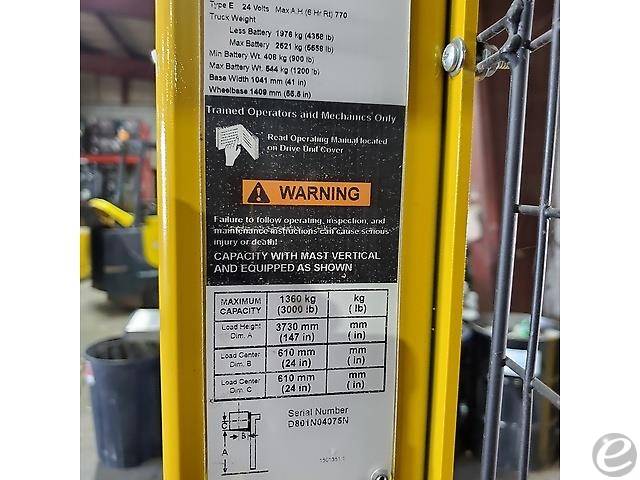 Type E 24 Volts Max A.H (6 Hr Rt) 770
Truck Weight
Less Battery 1976 kg (4358 lb)
Max Battery 2521 kg (5558 lb)
Min Battery Wt. 408 kg (900 lb)
Max Battery Wt. 544 kg (1200 lb)
Base Width 1041 mm (41 in)
Wheelbase 1409 mm (55.5 in)
Trained Operators and Mechanics Only
Read Operating Manual located
on Drive Unit Cover
WARNING
Failure to follow operating, inspection, and
maintenance instructions can cause serious
injury or death!
CAPACITY WITH MAST VERTICAL
AND EQUIPPED AS SHOWN
MAXIMUM CAPACITY 1360 kg (3000 lb) kg ( lb)
Load Height Dim. A 3730 mm (147 in) mm ( in)
Load Center Dim. B 610 mm (24 in) mm ( in)
Load Center Dim. C 610 mm (24 in) mm ( in)
Serial Number
D801N04075N
C
B
A